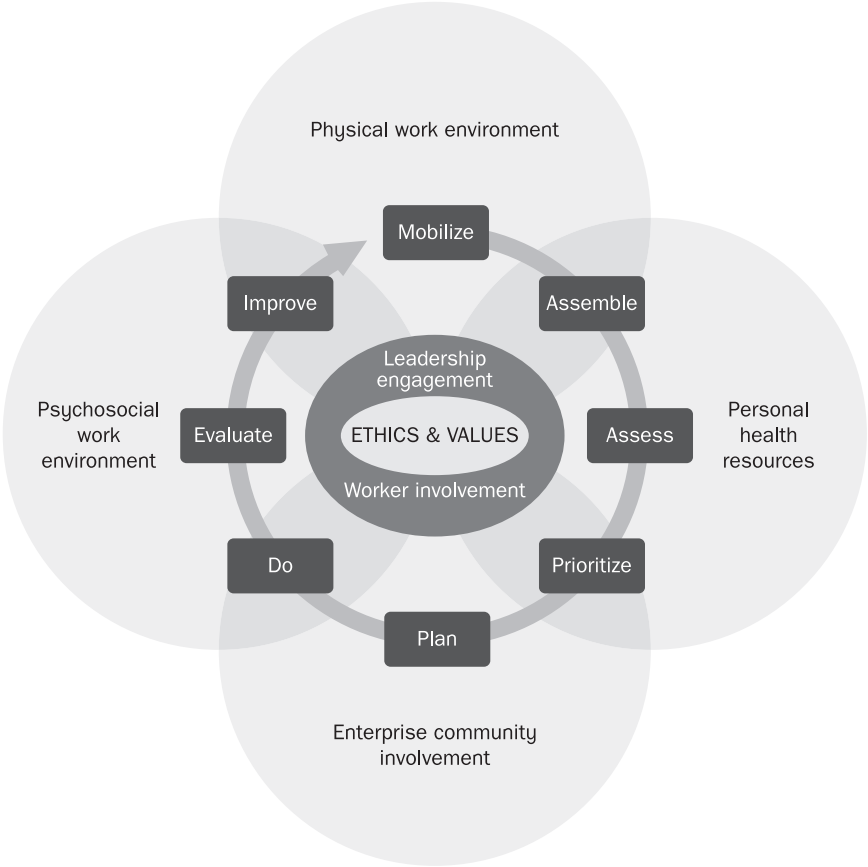 Physical work environment
Mobilize
Improve
Assemble
Leadership
engagement
Psychosocial
work
environment
Evaluate
ETHICS & VALUES
Assess
Personal
health
resources
Worker involvement
Do
Prioritize
Plan
Enterprise community
involvement